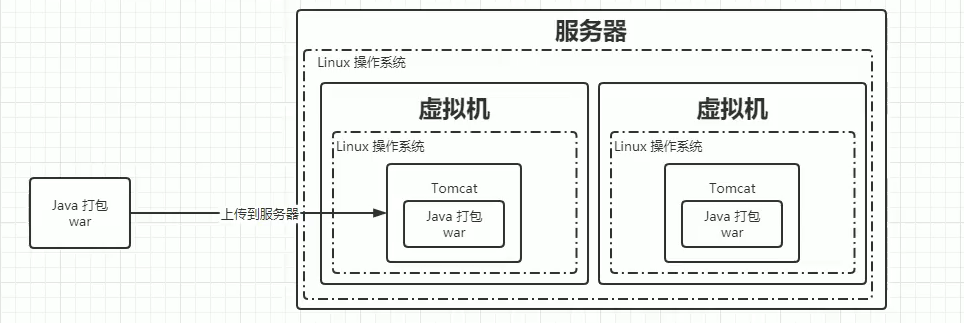 服务器
Linux 操作系统
虚拟机
虚拟机
Linux 操作系统
Linux 操作系统
Tomcat
Tomcat
Java 打包
war
上传到服务器
Java 打包
war
Java 打包
war